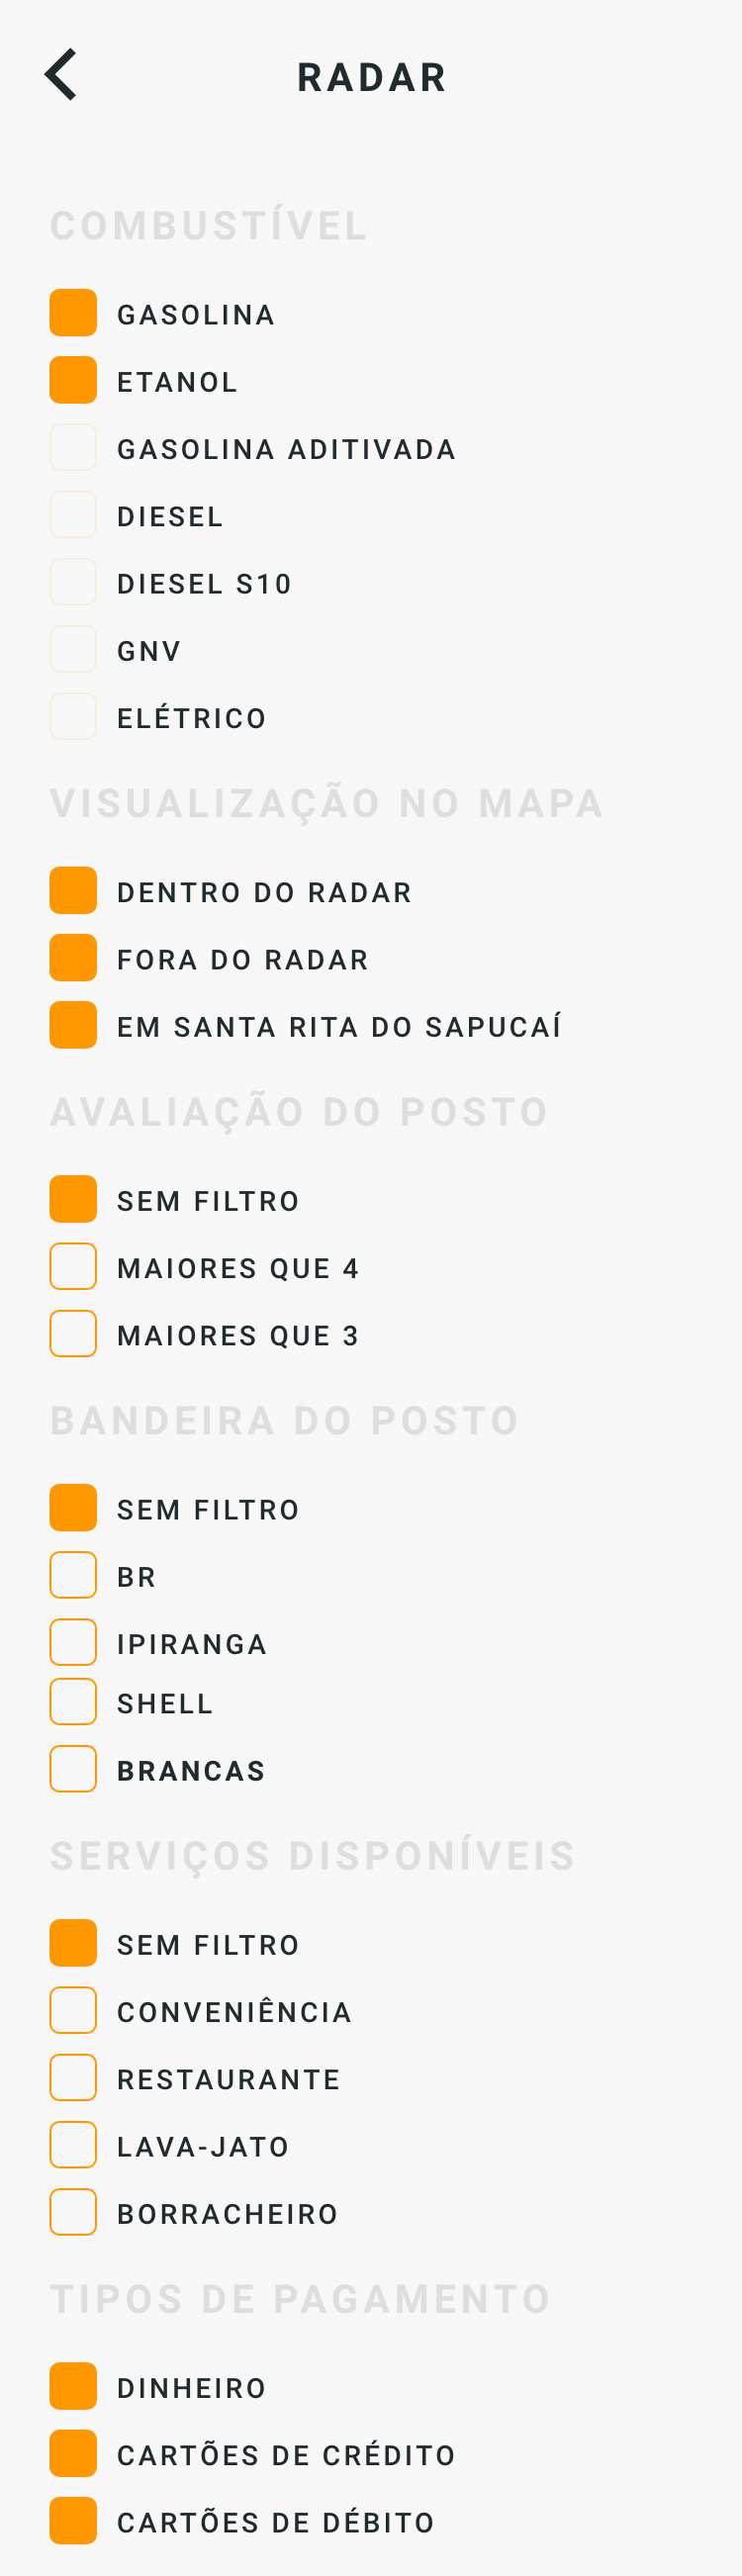 RADAR
COMBUSTÍVEL
GASOLINA
ETANOL
GASOLINA ADITIVADA
DIESEL
DIESEL S10
GNV
ELÉTRICO
VISUALIZAÇÃO NO MAPA
DENTRO DO RADAR
FORA DO RADAR
EM SANTA RITA DO SAPUCAÍ
AVALIAÇÃO DO POSTO
SEM FILTRO
MAIORES QUE 4
MAIORES QUE 3
BANDEIRA DO POSTO
SEM FILTRO
BR
IPIRANGA
SHELL
BRANCAS
SERVIÇOS DISPONÍVEIS
SEM FILTRO
CONVENIÊNCIA
RESTAURANTE
LAVA-JATO
BORRACHEIRO
TIPOS DE PAGAMENTO
DINHEIRO
CARTÕES DE CRÉDITO
CARTÕES DE DÉBITO